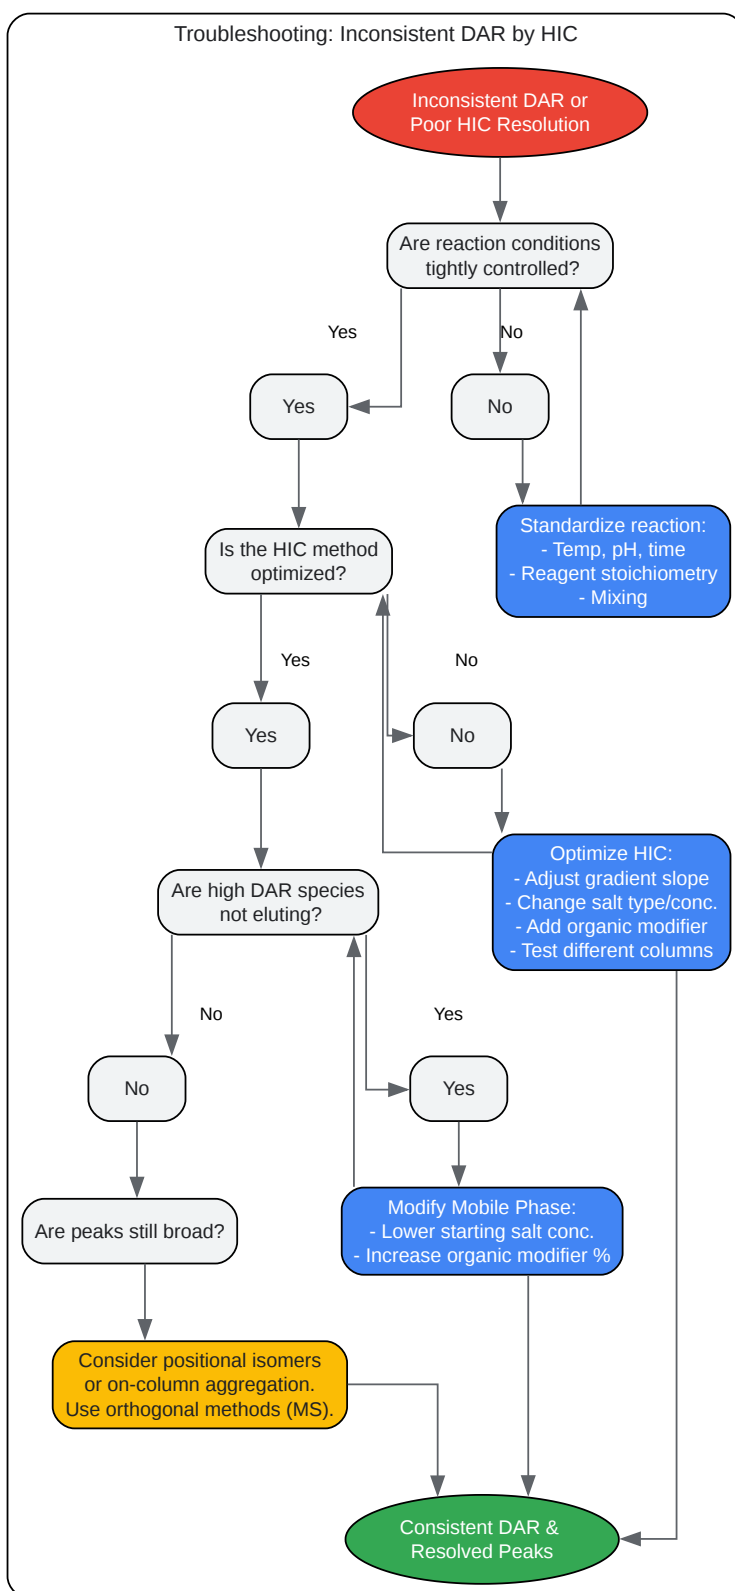 Troubleshooting: Inconsistent DAR by HIC
Inconsistent DAR or
Poor HIC Resolution
Are reaction conditions
tightly controlled?
Yes
No
Yes
No
Standardize reaction:
- Temp, pH, time
- Reagent stoichiometry
- Mixing
Is the HIC method
optimized?
Yes
No
Yes
No
Optimize HIC:
- Adjust gradient slope
- Change salt type/conc.
- Add organic modifier
- Test different columns
Are high DAR species
not eluting?
No
Yes
No
Yes
Are peaks still broad?
Modify Mobile Phase:
- Lower starting salt conc.
- Increase organic modifier %
Consider positional isomers
or on-column aggregation.
Use orthogonal methods (MS).
Consistent DAR &
Resolved Peaks